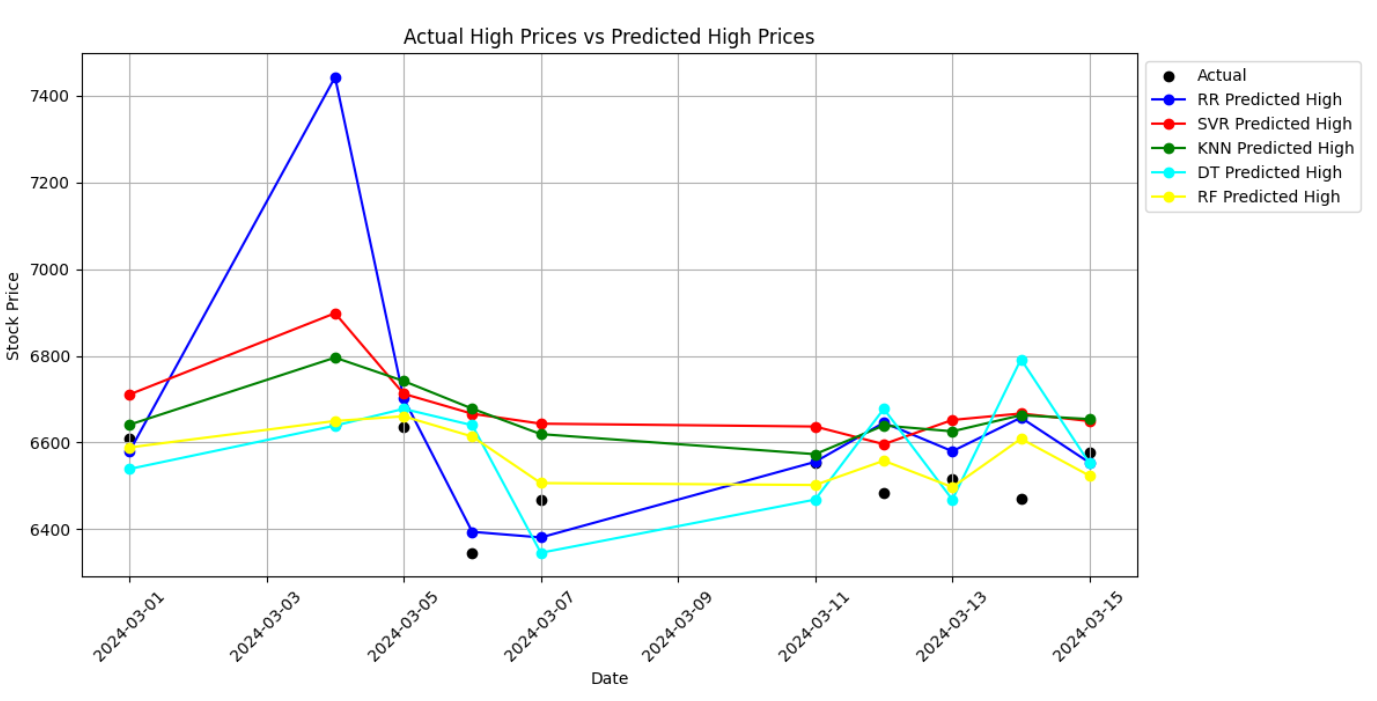 Actual High Prices vs Predicted High Prices
Stock Price
7400
7200
7000
6800
6600
6400
2024-03-01
2024-03-03
2024-03-05
2024-03-07
2024-03-09
2024-03-11
2024-03-13
2024-03-15
Date
Actual
RR Predicted High
SVR Predicted High
KNN Predicted High
DT Predicted High
RF Predicted High